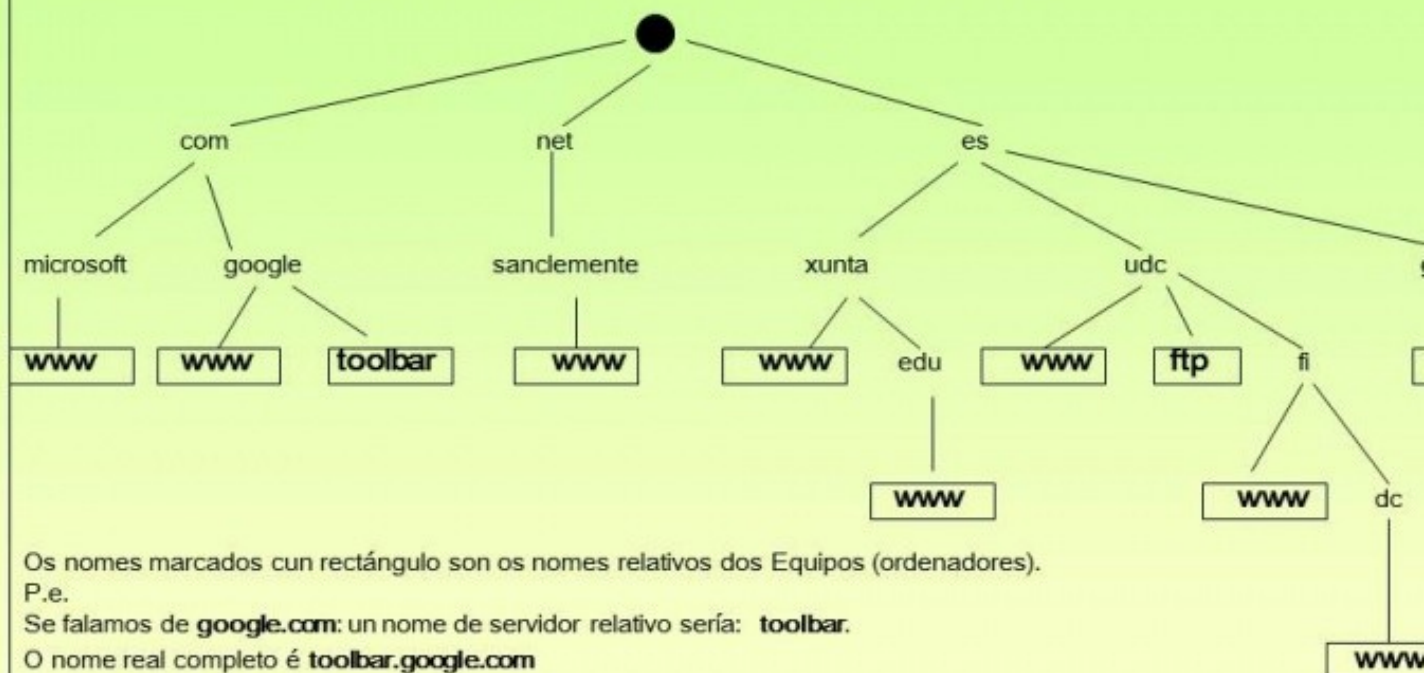 com net es
microsoft google sanclemente xunta udc
www www toolbar www www edu www ftp fi
www www dc
Os nomes marcados cun rectángulo son os nomes relativos dos Equipos (ordenadores).
P.e.
Se falamos de google.com: un nome de servidor relativo sería: toolbar.
O nome real completo é toolbar.google.com
www